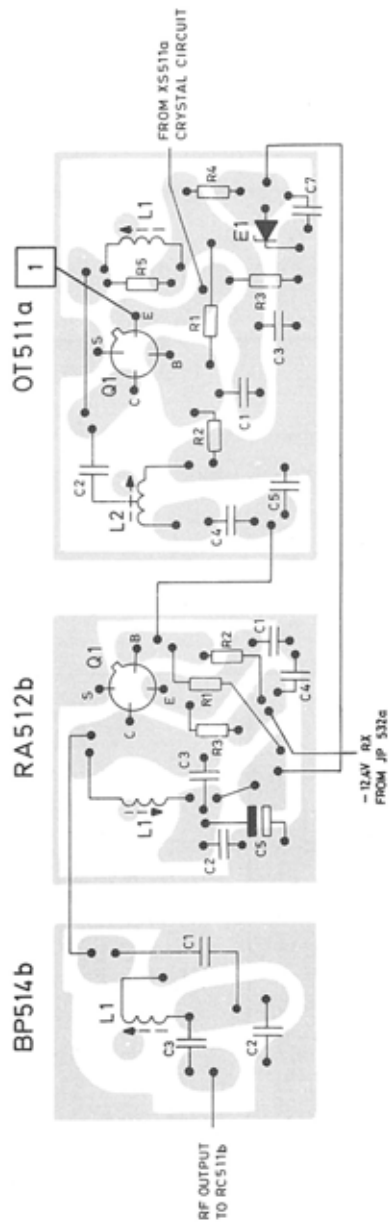 BP514b
L1
C1
C3
C2
RF OUTPUT
TO RC511b
RA512b
S
Q1
B
C
E
L1
C3
R3
R1
R2
C1
C4
C2
C5
-12,4V RX
FROM JP 532a
OT511a
1
C2
L2
Q1
S
C
E
B
R5
L1
R4
R1
R2
C1
C4
C5
R3
C3
E1
C7
FROM XS511a
CRYSTAL CIRCUIT